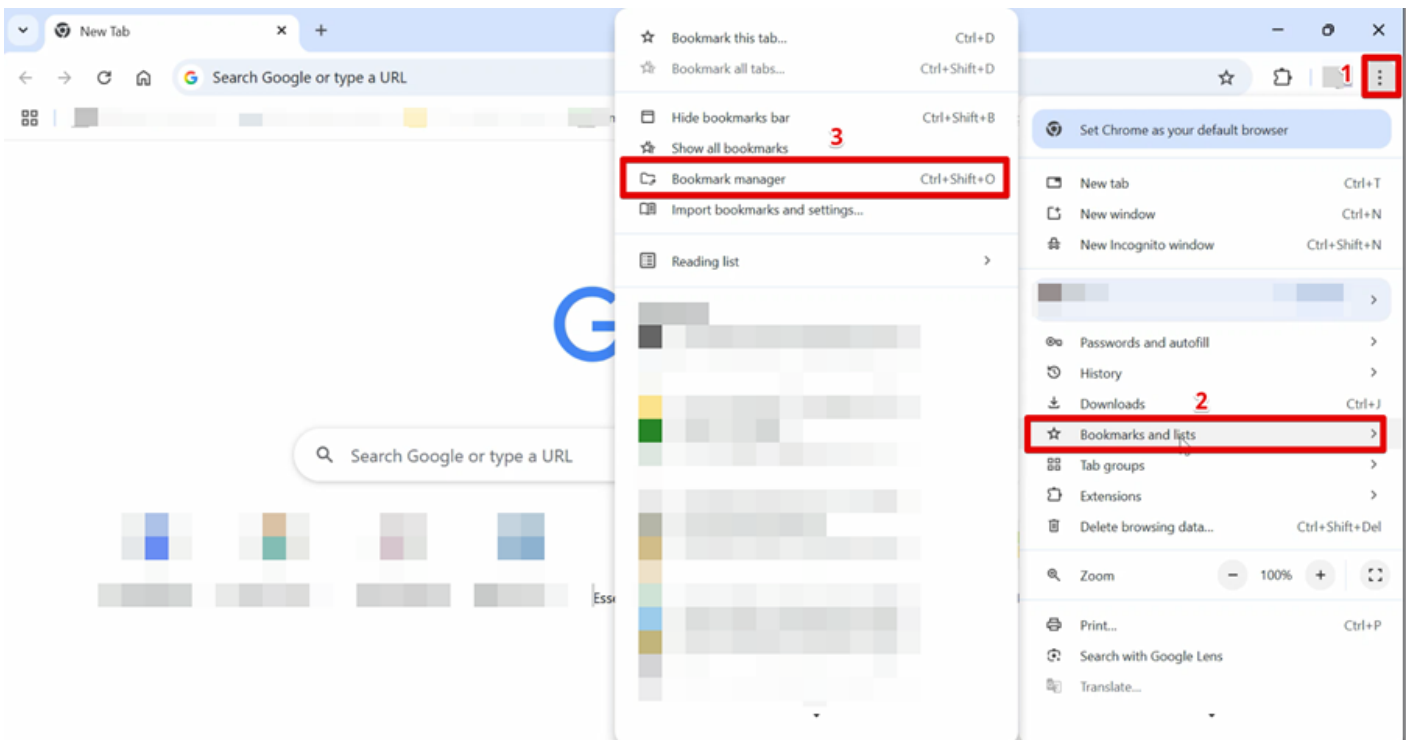 New Tab
Search Google or type a URL
1
Bookmark this tab... Ctrl+D
Bookmark all tabs... Ctrl+Shift+D
Hide bookmarks bar Ctrl+Shift+B
3
Show all bookmarks
Bookmark manager Ctrl+Shift+O
Import bookmarks and settings...
Reading list
Set Chrome as your default browser
New tab Ctrl+T
New window Ctrl+N
New Incognito window Ctrl+Shift+N
Passwords and autofill
History
Downloads Ctrl+J
2
Bookmarks and lists
Tab groups
Extensions
Delete browsing data... Ctrl+Shift+Del
Zoom 100%
Print... Ctrl+P
Search with Google Lens
Translate...
G
Search Google or type a URL
Esse